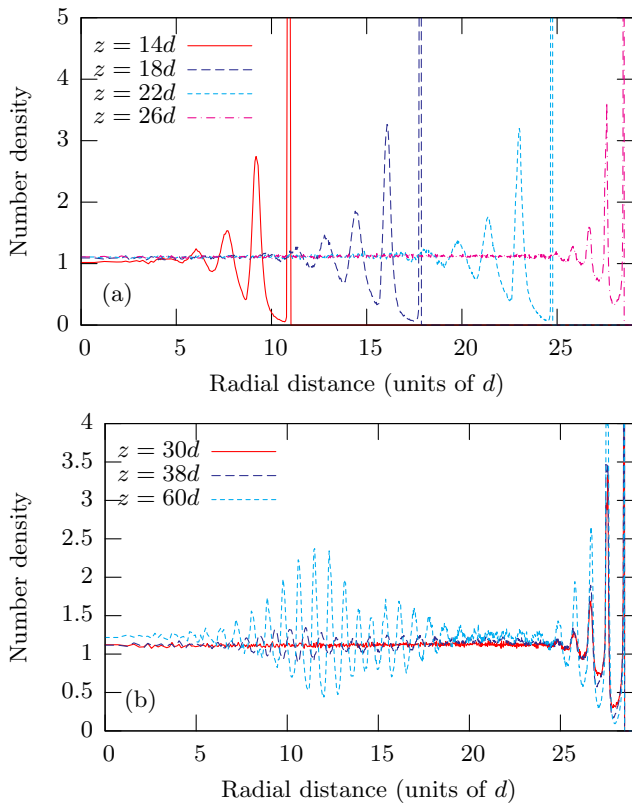 5
4
3
2
1
0
Number density
z = 14d
z = 18d
z = 22d
z = 26d
(a)
0 5 10 15 20 25
Radial distance (units of d)
4
3.5
3
2.5
2
1.5
1
0.5
0
Number density
z = 30d
z = 38d
z = 60d
(b)
0 5 10 15 20 25
Radial distance (units of d)